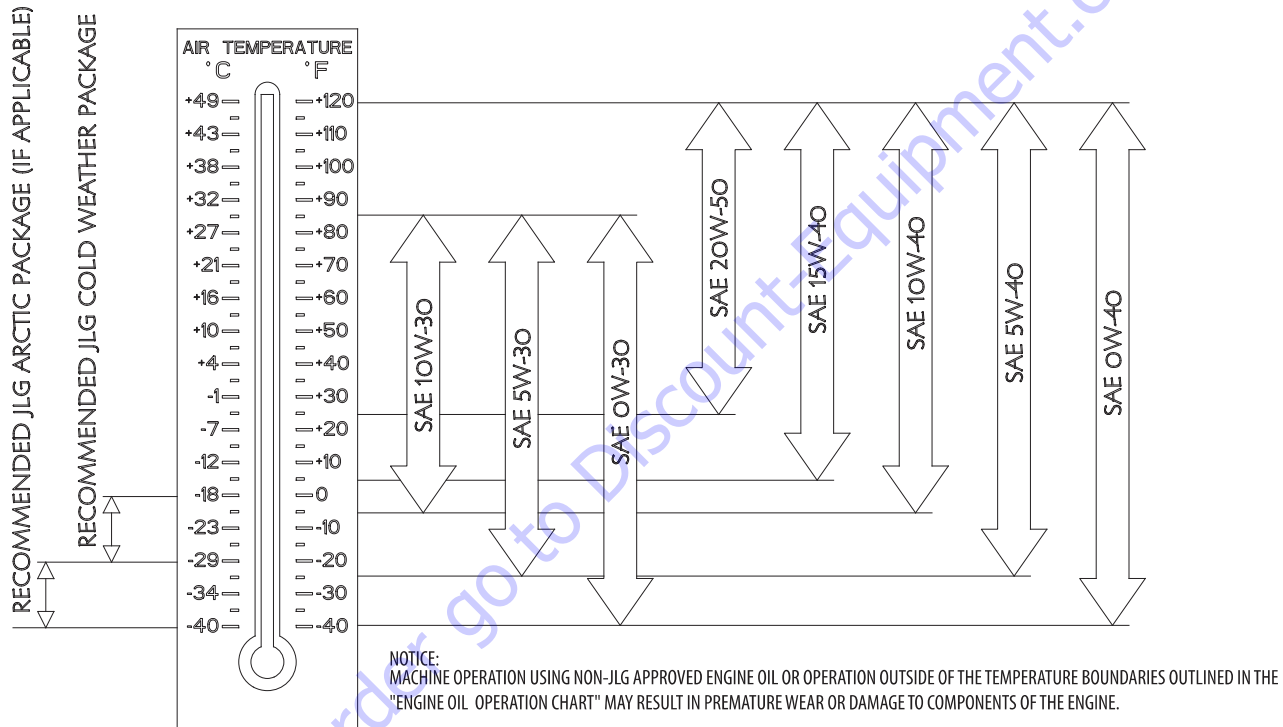 RECOMMENDED JLG ARCTIC PACKAGE (IF APPLICABLE)
RECOMMENDED JLG COLD WEATHER PACKAGE
AIR TEMPERATURE
°C °F
+49 +120
+43 +110
+38 +100
+32 +90
+27 +80
+21 +70
+16 +60
+10 +50
+4 +40
-1 +30
-7 +20
-12 +10
-18 0
-23 -10
-29 -20
-34 -30
-40 -40
SAE 10W-30
SAE 5W-30
SAE 0W-30
SAE 20W-50
SAE 15W-40
SAE 10W-40
SAE 5W-40
SAE 0W-40
NOTICE:
MACHINE OPERATION USING NON-JLG APPROVED ENGINE OIL OR OPERATION OUTSIDE OF THE TEMPERATURE BOUNDARIES OUTLINED IN THE
"ENGINE OIL OPERATION CHART" MAY RESULT IN PREMATURE WEAR OR DAMAGE TO COMPONENTS OF THE ENGINE.
go to Discount-Equipment.c